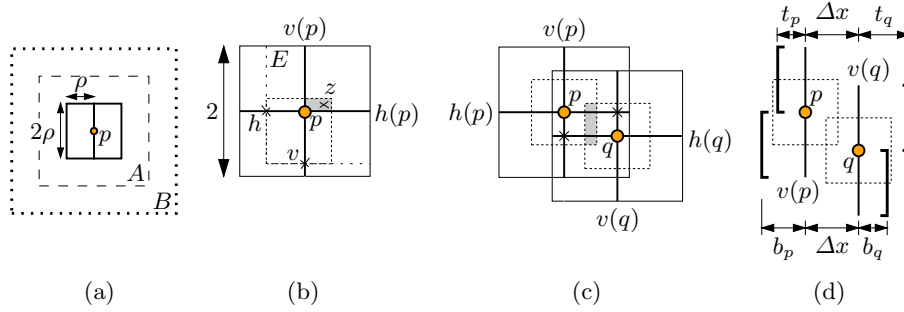 ρ
2ρ
p
A
B
(a)
v(p)
E
z
2
h
p
h(p)
v
(b)
p
h(p)
q
h(q)
v(q)
(c)
t_p Δx t_q
v(q)
p
q
v(p)
b_p Δx b_q
(d)